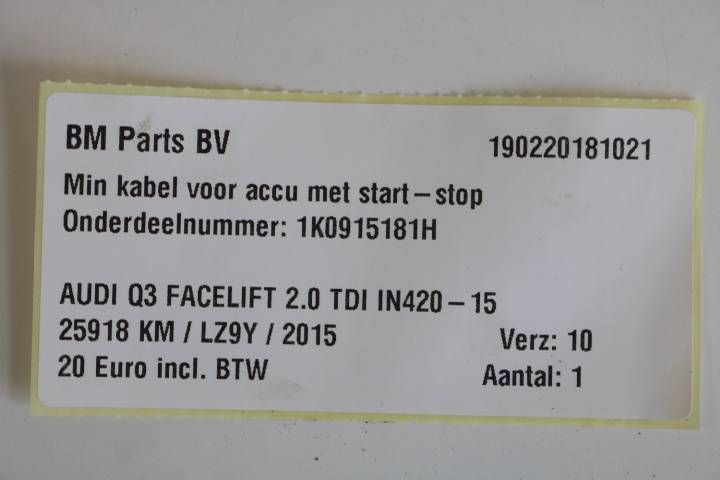 BM Parts BV 190220181021
Min kabel voor accu met start-stop
Onderdeelnummer: 1K0915181H
AUDI Q3 FACELIFT 2.0 TDI IN420-15
25918 KM / LZ9Y / 2015 Verz: 10
20 Euro incl. BTW Aantal: 1